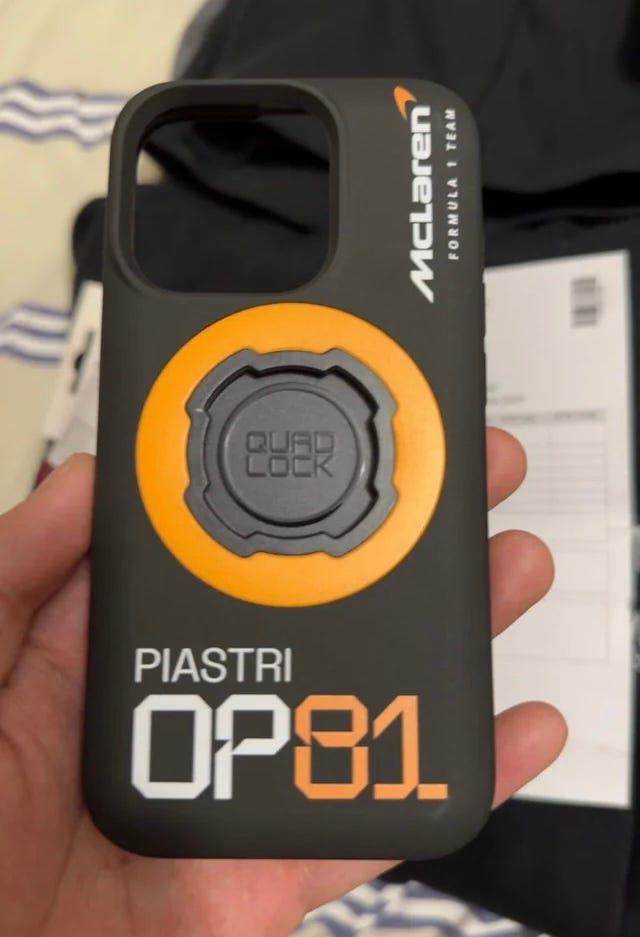 McLaren
FORMULA 1 TEAM
QUAD
LOCK
PIASTRI
OP81